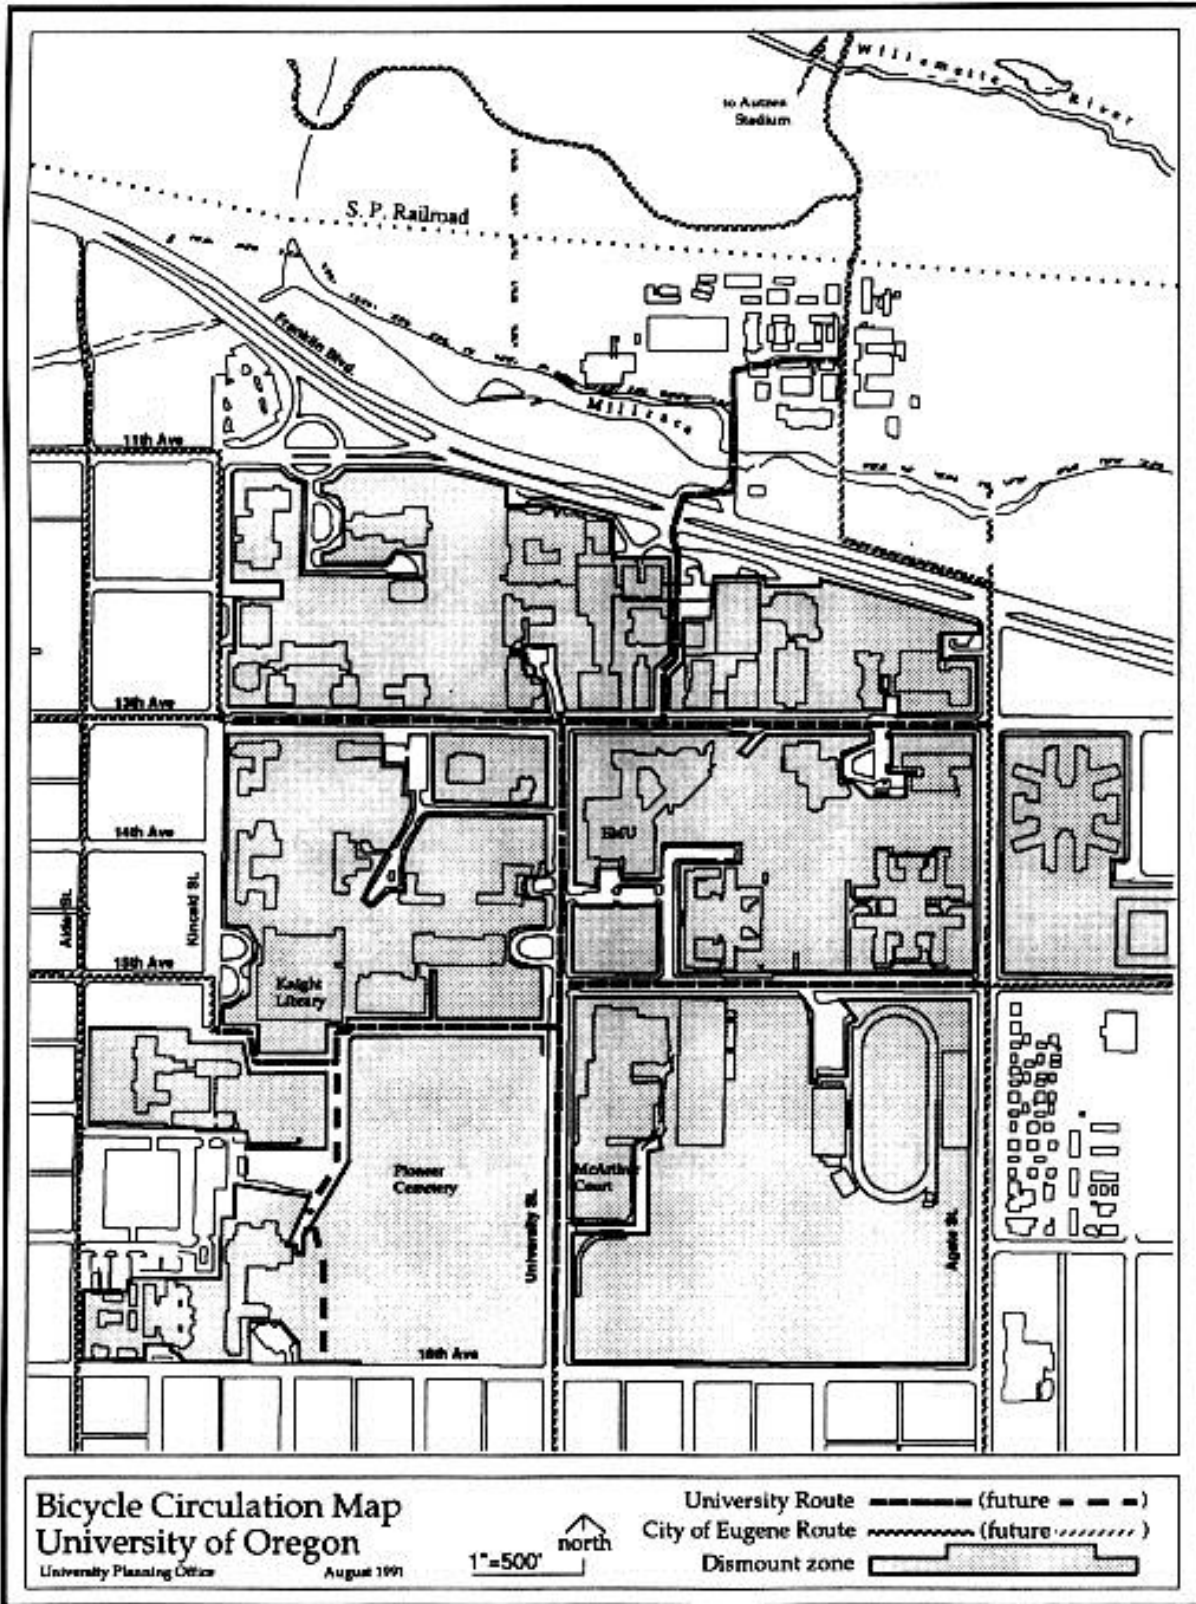 Willamette
River
to Autzen
Stadium
S. P. Railroad
Franklin Blvd.
Millrace
11th Ave
13th Ave
EMU
14th Ave
Alder St.
Kincaid St.
15th Ave
Knight
Library
Pioneer
Cemetery
McArthur
Court
University St.
Agate St.
18th Ave
Bicycle Circulation Map
University of Oregon
University Planning Office
August 1991
1"=500'
north
University Route (future )
City of Eugene Route (future )
Dismount zone